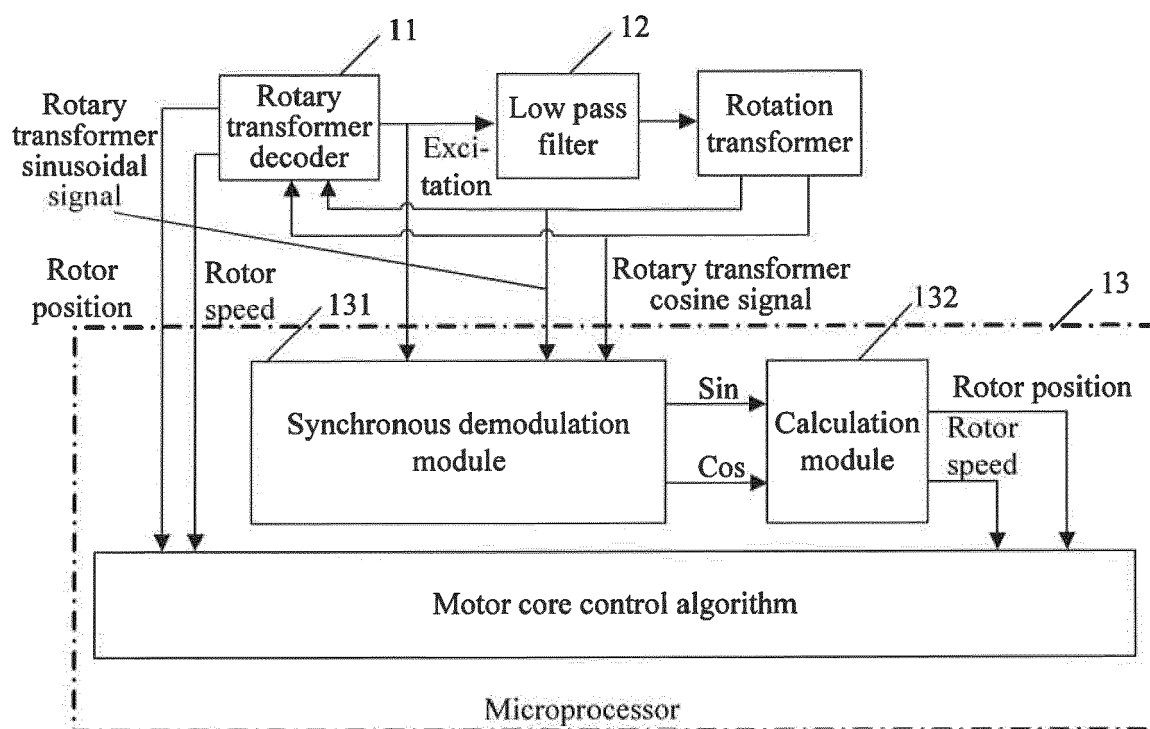 11
12
Rotary
transformer
sinusoidal
signal
Rotary
transformer
decoder
Exci-
tation
Low pass
filter
Rotation
transformer
Rotor
position
Rotor
speed
Rotary transformer
cosine signal
131
132
13
Synchronous demodulation
module
Sin
Cos
Calculation
module
Rotor position
Rotor
speed
Motor core control algorithm
Microprocessor